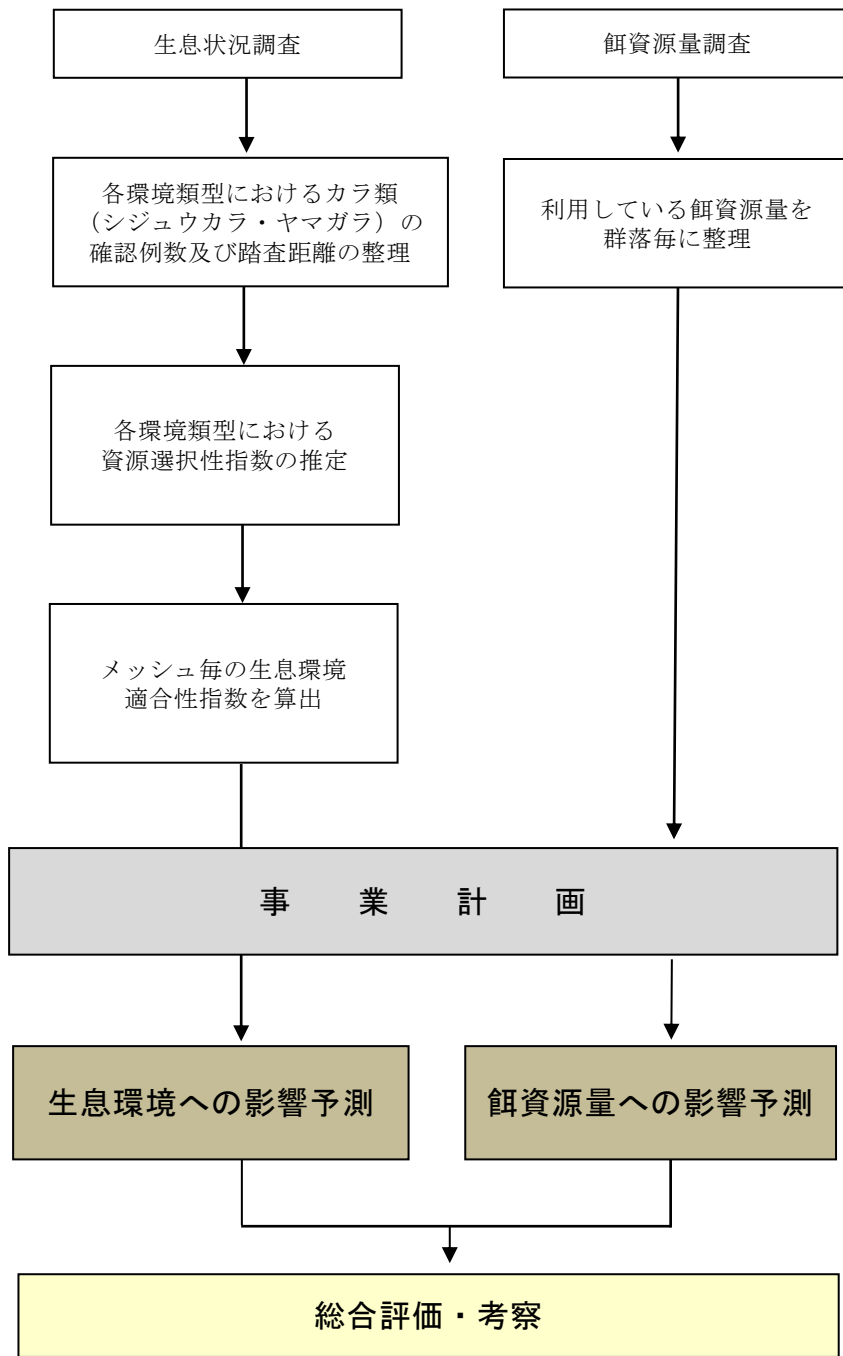 生息状況調査
餌資源量調査
各環境類型におけるカラ類
（シジュウカラ・ヤマガラ）の
確認例数及び踏査距離の整理
利用している餌資源量を
群落毎に整理
各環境類型における
資源選択性指数の推定
メッシュ毎の生息環境
適合性指数を算出
事　業　計　画
生息環境への影響予測
餌資源量への影響予測
総合評価・考察